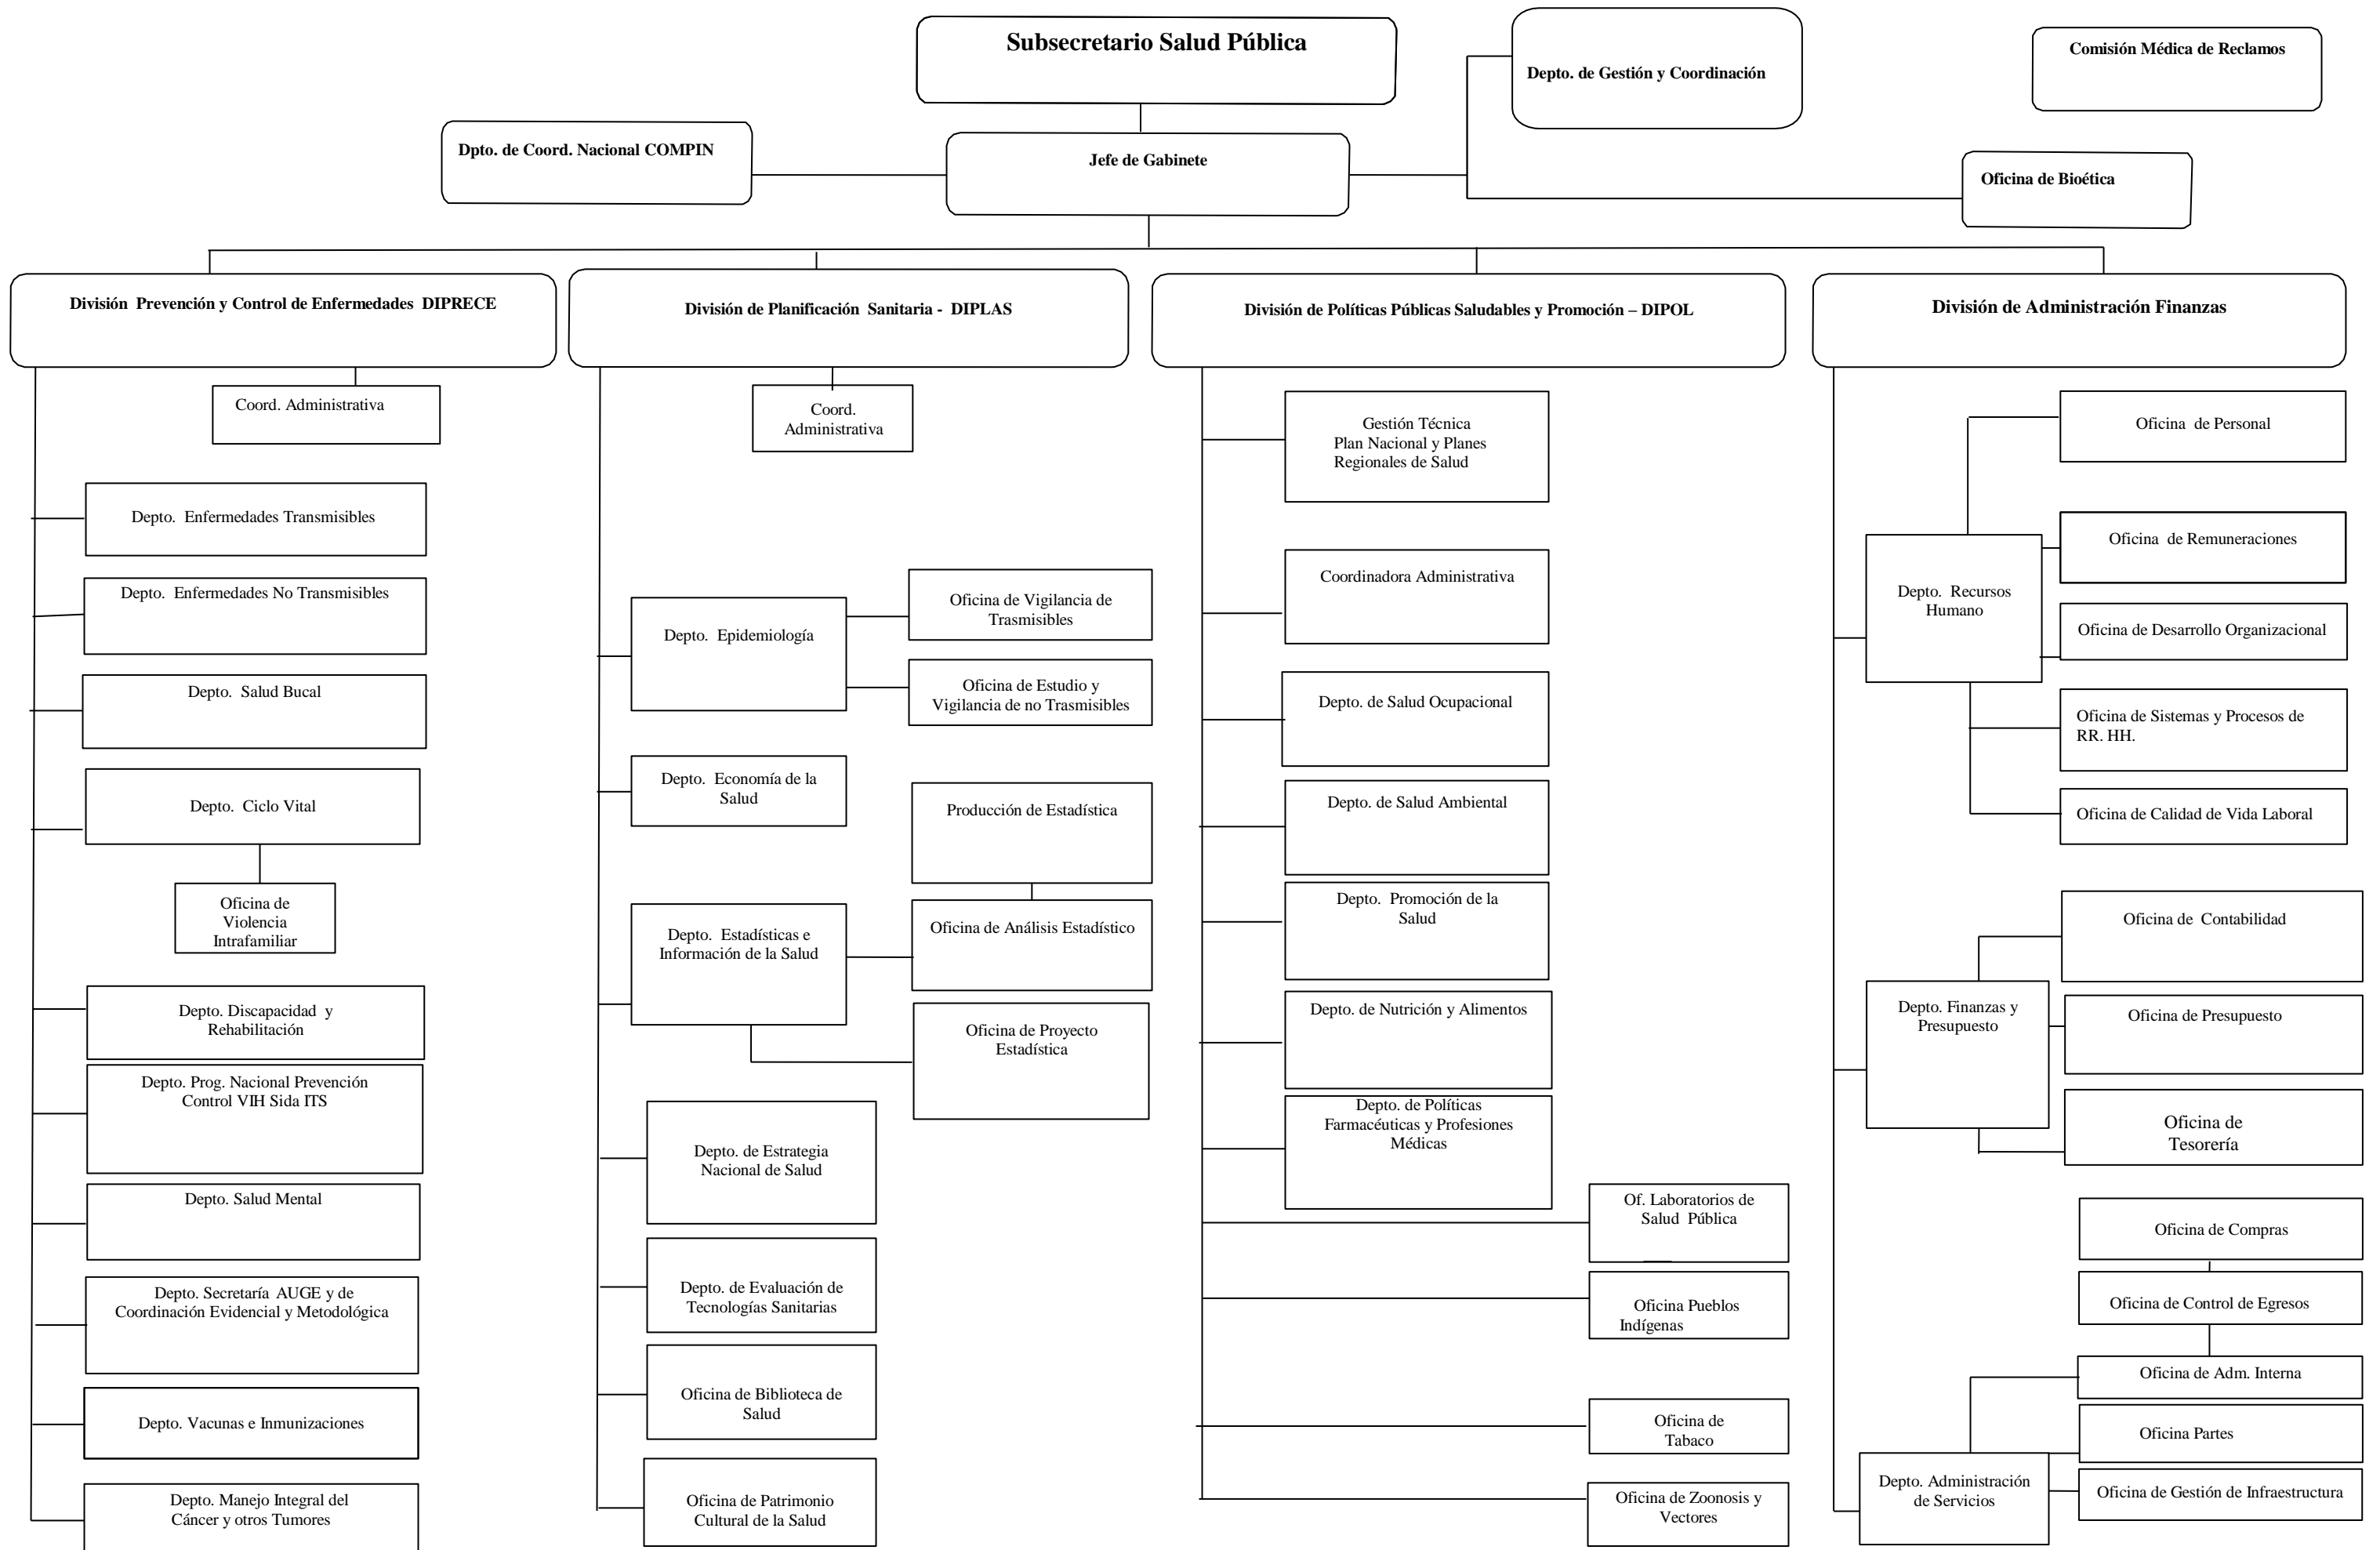 Subsecretario Salud Pública
Depto. de Gestión y Coordinación
Comisión Médica de Reclamos
Dpto. de Coord. Nacional COMPIN
Jefe de Gabinete
Oficina de Bioética
División Prevención y Control de Enfermedades DIPRECE
Coord. Administrativa
Depto. Enfermedades Transmisibles
Depto. Enfermedades No Transmisibles
Depto. Salud Bucal
Depto. Ciclo Vital
Oficina de
Violencia
Intrafamiliar
Depto. Discapacidad y
Rehabilitación
Depto. Prog. Nacional Prevención
Control VIH Sida ITS
Depto. Salud Mental
Depto. Secretaría AUGE y de
Coordinación Evidencial y Metodológica
Depto. Vacunas e Inmunizaciones
Depto. Manejo Integral del
Cáncer y otros Tumores
División de Planificación Sanitaria - DIPLAS
Coord.
Administrativa
Depto. Epidemiología
Oficina de Vigilancia de
Trasmisibles
Oficina de Estudio y
Vigilancia de no Trasmisibles
Depto. Economía de la
Salud
Producción de Estadística
Depto. Estadísticas e
Información de la Salud
Oficina de Análisis Estadístico
Oficina de Proyecto
Estadística
Depto. de Estrategia
Nacional de Salud
Depto. de Evaluación de
Tecnologías Sanitarias
Oficina de Biblioteca de
Salud
Oficina de Patrimonio
Cultural de la Salud
División de Políticas Públicas Saludables y Promoción – DIPOL
Gestión Técnica
Plan Nacional y Planes
Regionales de Salud
Coordinadora Administrativa
Depto. de Salud Ocupacional
Depto. de Salud Ambiental
Depto. Promoción de la
Salud
Depto. de Nutrición y Alimentos
Depto. de Políticas
Farmacéuticas y Profesiones
Médicas
Of. Laboratorios de
Salud Pública
Oficina Pueblos
Indígenas
Oficina de
Tabaco
Oficina de Zoonosis y
Vectores
División de Administración Finanzas
Oficina de Personal
Oficina de Remuneraciones
Depto. Recursos
Humano
Oficina de Desarrollo Organizacional
Oficina de Sistemas y Procesos de
RR. HH.
Oficina de Calidad de Vida Laboral
Oficina de Contabilidad
Depto. Finanzas y
Presupuesto
Oficina de Presupuesto
Oficina de
Tesorería
Oficina de Compras
Oficina de Control de Egresos
Oficina de Adm. Interna
Oficina Partes
Depto. Administración
de Servicios
Oficina de Gestión de Infraestructura